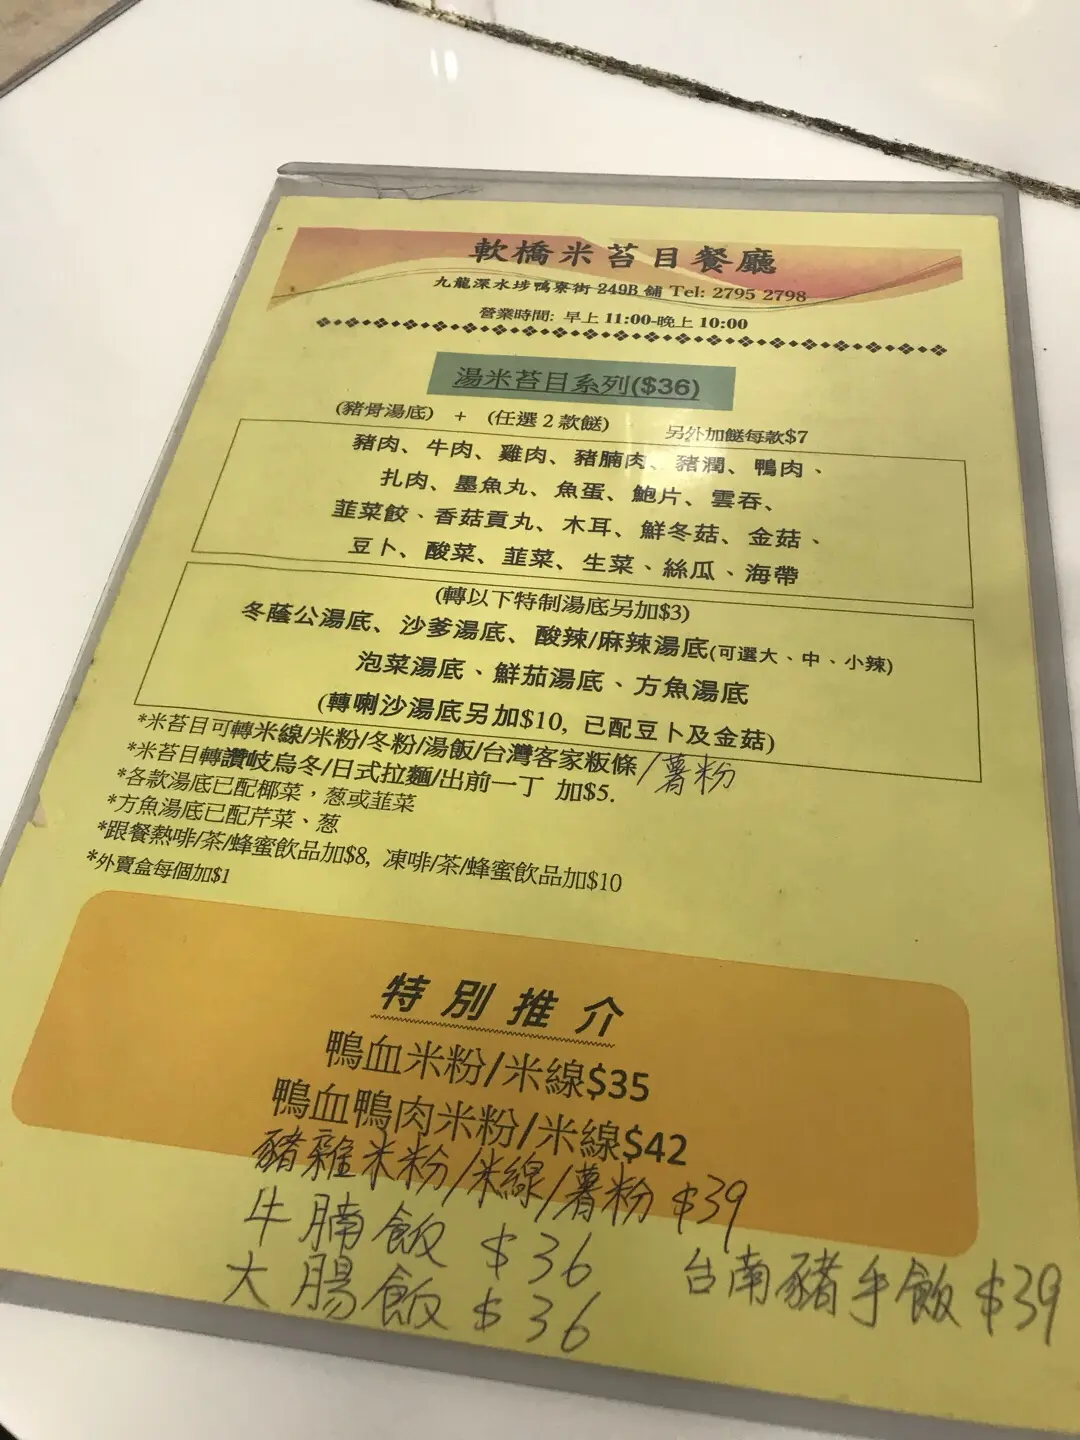 軟橋米苔目餐廳
九龍深水埗鴨寮街 249B 舖 Tel: 2795 2798
營業時間: 早上 11:00-晚上 10:00
湯米苔目系列($36)
(豬骨湯底) + (任選 2 款餸) 另外加餸每款$7
豬肉、牛肉、雞肉、豬腩肉、豬潤、鴨肉、
扎肉、墨魚丸、魚蛋、鮑片、雲吞、
韮菜餃、香菇貢丸、木耳、鮮冬菇、金菇、
豆卜、酸菜、韮菜、生菜、絲瓜、海帶
(轉以下特制湯底另加$3)
冬蔭公湯底、沙爹湯底、酸辣/麻辣湯底(可選大、中、小辣)
泡菜湯底、鮮茄湯底、方魚湯底
(轉喇沙湯底另加$10, 已配豆卜及金菇)
*米苔目可轉米線/米粉/冬粉/湯飯/台灣客家粄條/薯粉
*米苔目轉讚岐烏冬/日式拉麵/出前一丁 加$5.
*各款湯底已配椰菜，葱或韮菜
*方魚湯底已配芹菜、葱
*跟餐熱啡/茶/蜂蜜飲品加$8, 凍啡/茶/蜂蜜飲品加$10
*外賣盒每個加$1
特別推介
鴨血米粉/米線$35
鴨血鴨肉米粉/米線$42
豬雜米粉/米線/薯粉 $39
牛腩飯 $36
大腸飯 $36
台南豬手飯 $39